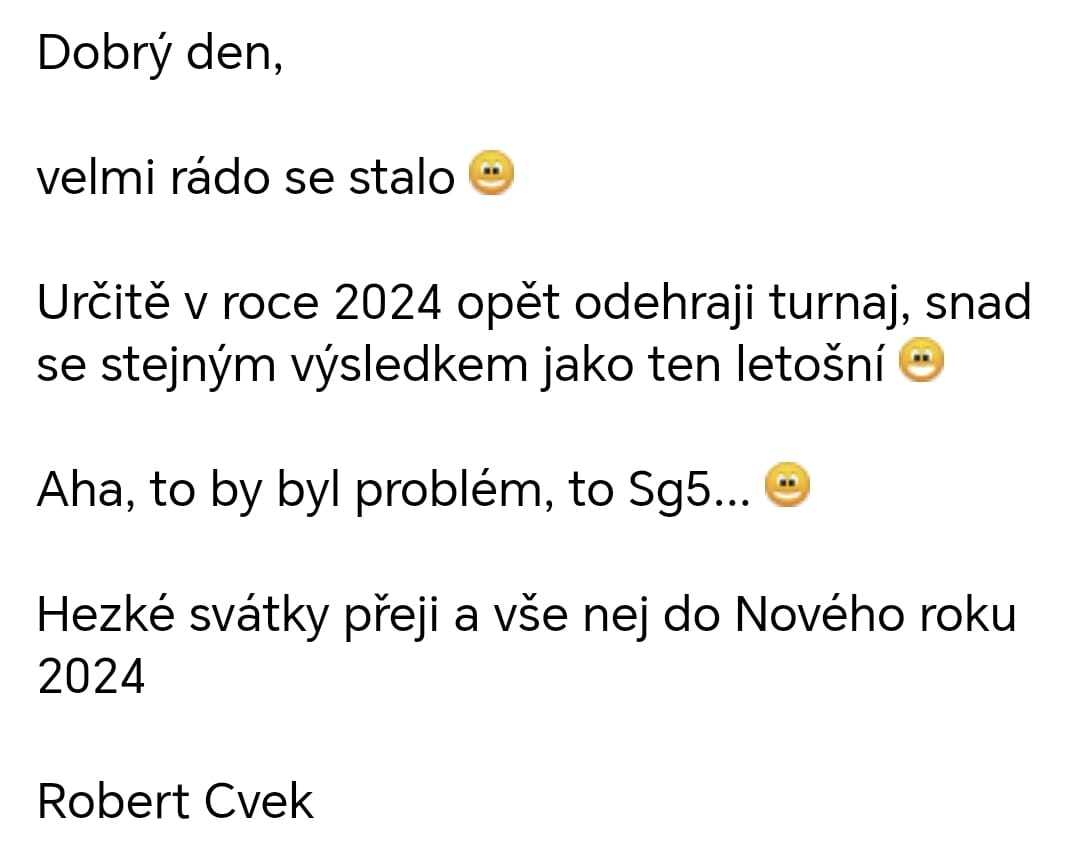 Dobrý den,
velmi rádo se stalo 😀
Určitě v roce 2024 opět odehraji turnaj, snad
se stejným výsledkem jako ten letošní 😀
Aha, to by byl problém, to Sg5... 😀
Hezké svátky přeji a vše nej do Nového roku
2024
Robert Cvek